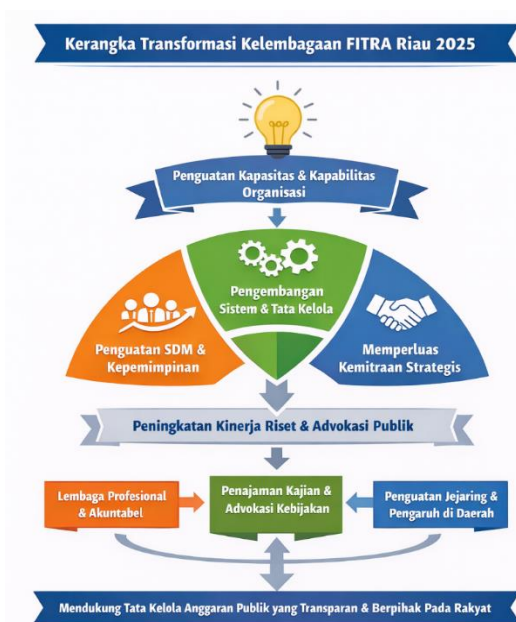 Kerangka Transformasi Kelembagaan FITRA Riau 2025
Penguatan Kapasitas & Kapabilitas
Organisasi
Pengembangan
Sistem & Tata Kelola
Penguatan SDM &
Kepemimpinan
Memperluas
Kemitraan Strategis
Peningkatan Kinerja Riset & Advokasi Publik
Lembaga Profesional
& Akuntabel
Penajaman Kajian &
Advokasi Kebijakan
Penguatan Jejaring &
Pengaruh di Daerah
Mendukung Tata Kelola Anggaran Publik yang Transparan & Berpihak Pada Rakyat